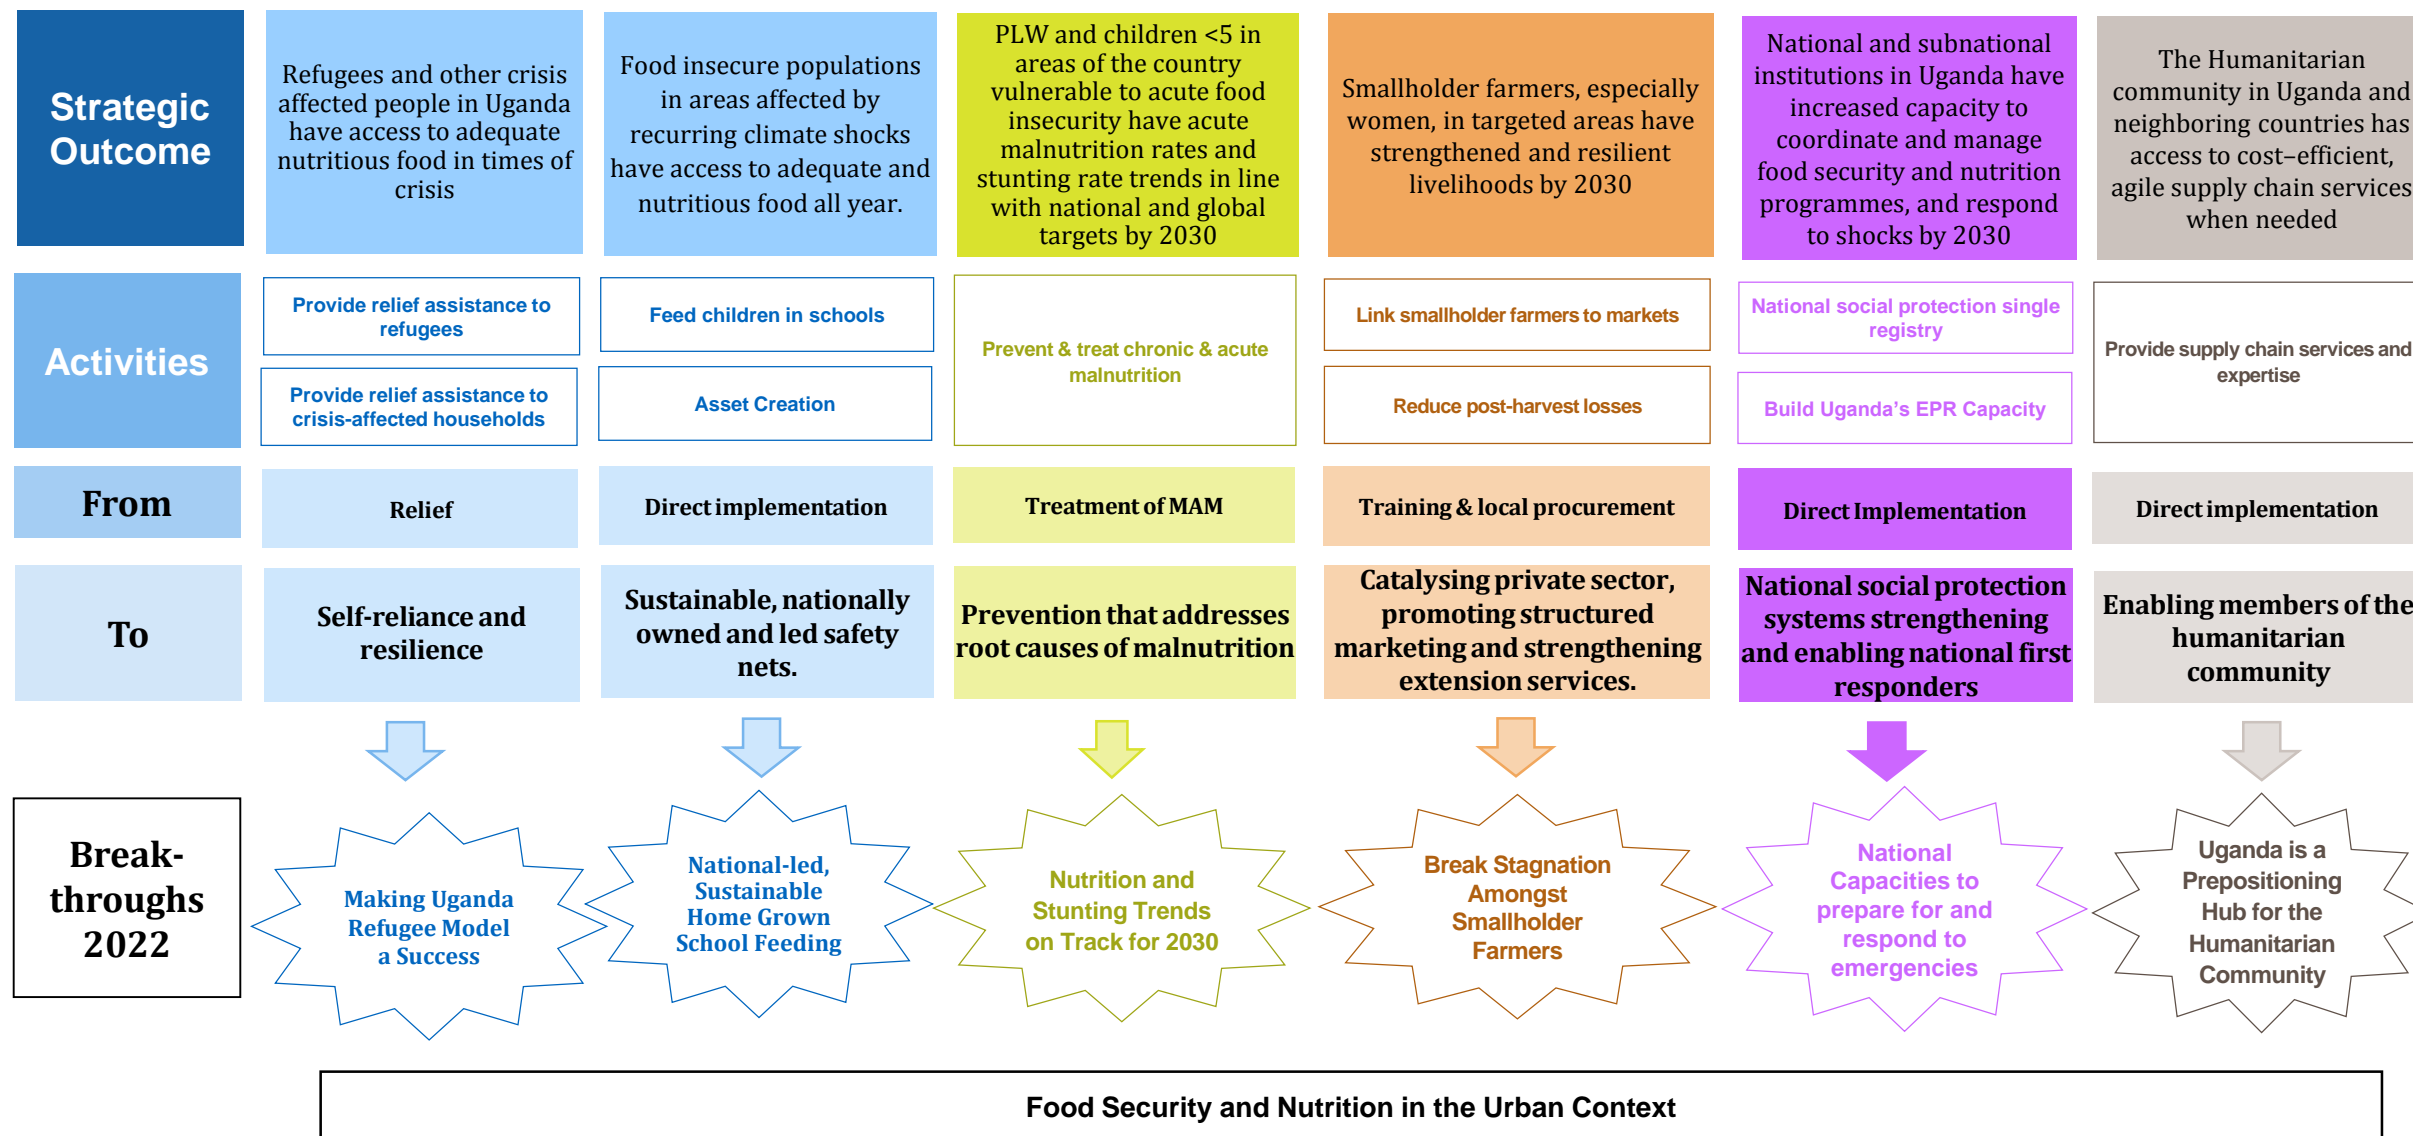 Strategic
Outcome
Refugees and other crisis
affected people in Uganda
have access to adequate
nutritious food in times of
crisis
Food insecure populations
in areas affected by
recurring climate shocks
have access to adequate and
nutritious food all year.
PLW and children <5 in
areas of the country
vulnerable to acute food
insecurity have acute
malnutrition rates and
stunting rate trends in line
with national and global
targets by 2030
Smallholder farmers, especially
women, in targeted areas have
strengthened and resilient
livelihoods by 2030
National and subnational
institutions in Uganda have
increased capacity to
coordinate and manage
food security and nutrition
programmes, and respond
to shocks by 2030
The Humanitarian
community in Uganda and
neighboring countries has
access to cost–efficient,
agile supply chain services
when needed
Activities
Provide relief assistance to
refugees
Provide relief assistance to
crisis-affected households
Feed children in schools
Asset Creation
Prevent & treat chronic & acute
malnutrition
Link smallholder farmers to markets
Reduce post-harvest losses
National social protection single
registry
Build Uganda's EPR Capacity
Provide supply chain services and
expertise
From
Relief
Direct implementation
Treatment of MAM
Training & local procurement
Direct Implementation
Direct implementation
To
Self-reliance and
resilience
Sustainable, nationally
owned and led safety
nets.
Prevention that addresses
root causes of malnutrition
Catalysing private sector,
promoting structured
marketing and strengthening
extension services.
National social protection
systems strengthening
and enabling national first
responders
Enabling members of the
humanitarian
community
Break-
throughs
2022
Making Uganda
Refugee Model
a Success
National-led,
Sustainable
Home Grown
School Feeding
Nutrition and
Stunting Trends
on Track for 2030
Break Stagnation
Amongst
Smallholder
Farmers
National
Capacities to
prepare for and
respond to
emergencies
Uganda is a
Prepositioning
Hub for the
Humanitarian
Community
Food Security and Nutrition in the Urban Context